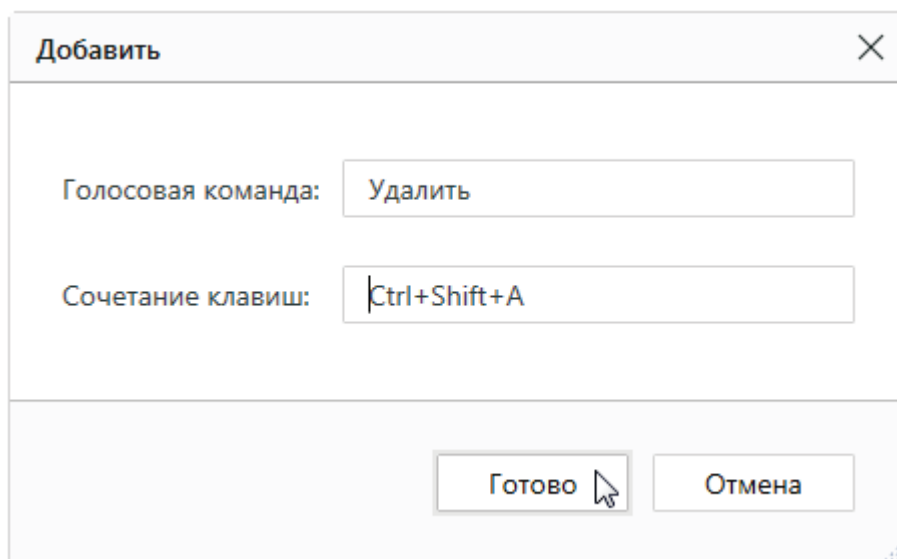 Добавить
Голосовая команда: Удалить
Сочетание клавиш: Ctrl+Shift+A
Готово Отмена